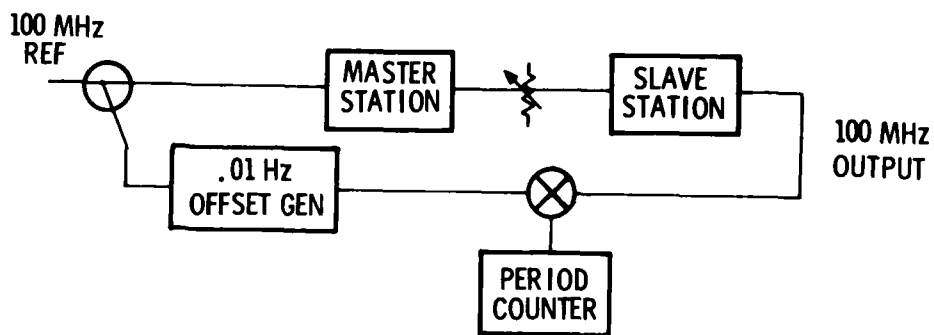 100 MHz
REF
MASTER
STATION
SLAVE
STATION
100 MHz
OUTPUT
.01 Hz
OFFSET GEN
PERIOD
COUNTER